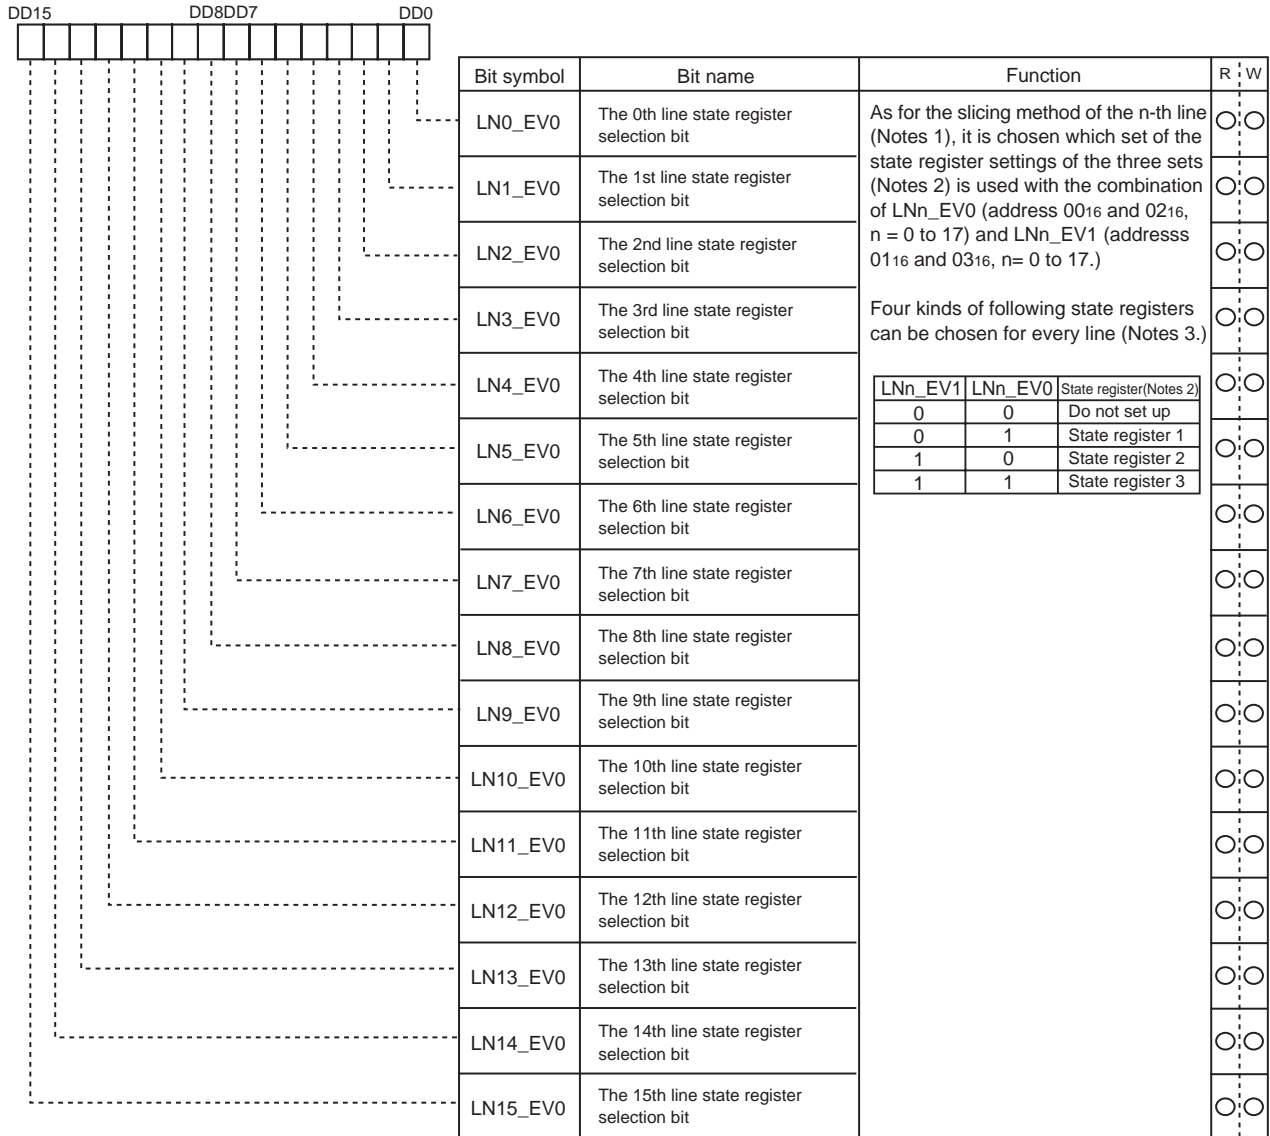 DD15 DD8DD7 DD0
Bit symbol Bit name Function R W
LN0_EV0
The 0th line state register
selection bit
LN1_EV0
The 1st line state register
selection bit
LN2_EV0
The 2nd line state register
selection bit
LN3_EV0
The 3rd line state register
selection bit
LN4_EV0
The 4th line state register
selection bit
LN5_EV0
The 5th line state register
selection bit
LN6_EV0
The 6th line state register
selection bit
LN7_EV0
The 7th line state register
selection bit
LN8_EV0
The 8th line state register
selection bit
LN9_EV0
The 9th line state register
selection bit
LN10_EV0
The 10th line state register
selection bit
LN11_EV0
The 11th line state register
selection bit
LN12_EV0
The 12th line state register
selection bit
LN13_EV0
The 13th line state register
selection bit
LN14_EV0
The 14th line state register
selection bit
LN15_EV0
The 15th line state register
selection bit
As for the slicing method of the n-th line
(Notes 1), it is chosen which set of the
state register settings of the three sets
(Notes 2) is used with the combination
of LNn_EV0 (address 0016 and 0216,
n = 0 to 17) and LNn_EV1 (addresss
0116 and 0316, n= 0 to 17.)
Four kinds of following state registers
can be chosen for every line (Notes 3.)
LNn_EV1 LNn_EV0 State register(Notes 2)
0 0 Do not set up
0 1 State register 1
1 0 State register 2
1 1 State register 3